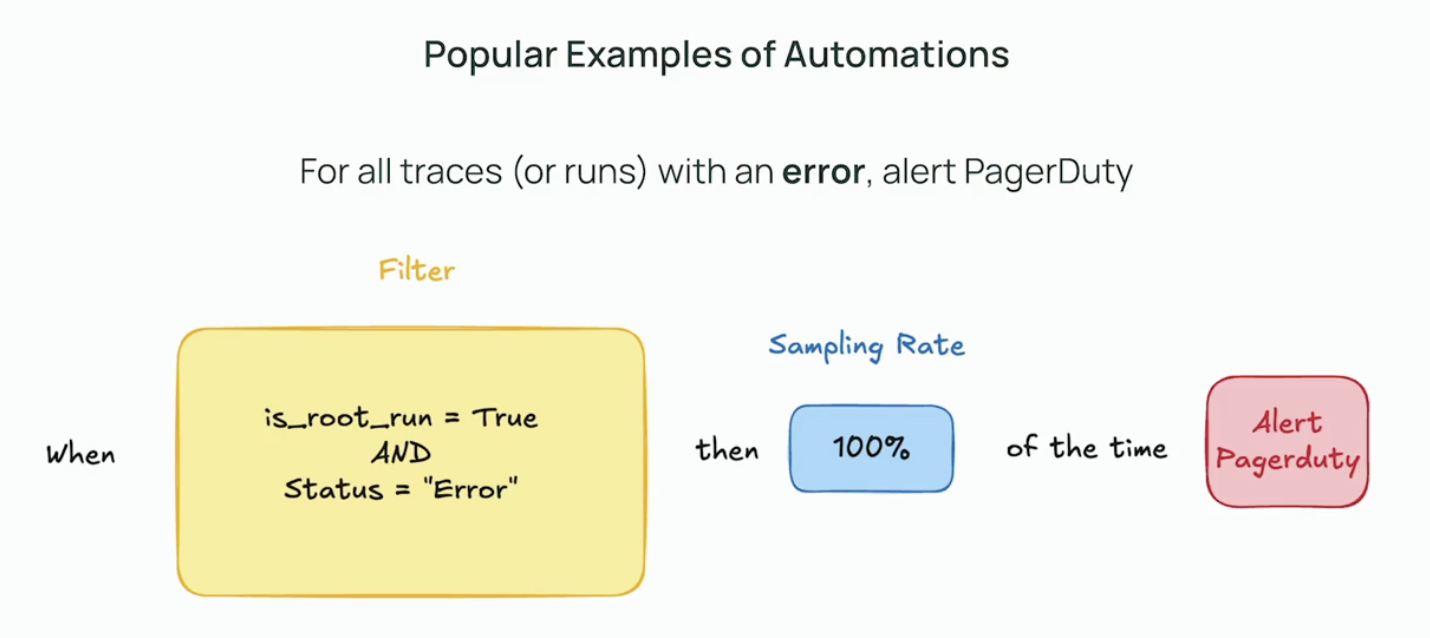 Popular Examples of Automations
For all traces (or runs) with an error, alert PagerDuty
Filter
Sampling Rate
When
is_root_run = True
AND
Status = "Error"
then
100%
of the time
Alert
Pagerduty